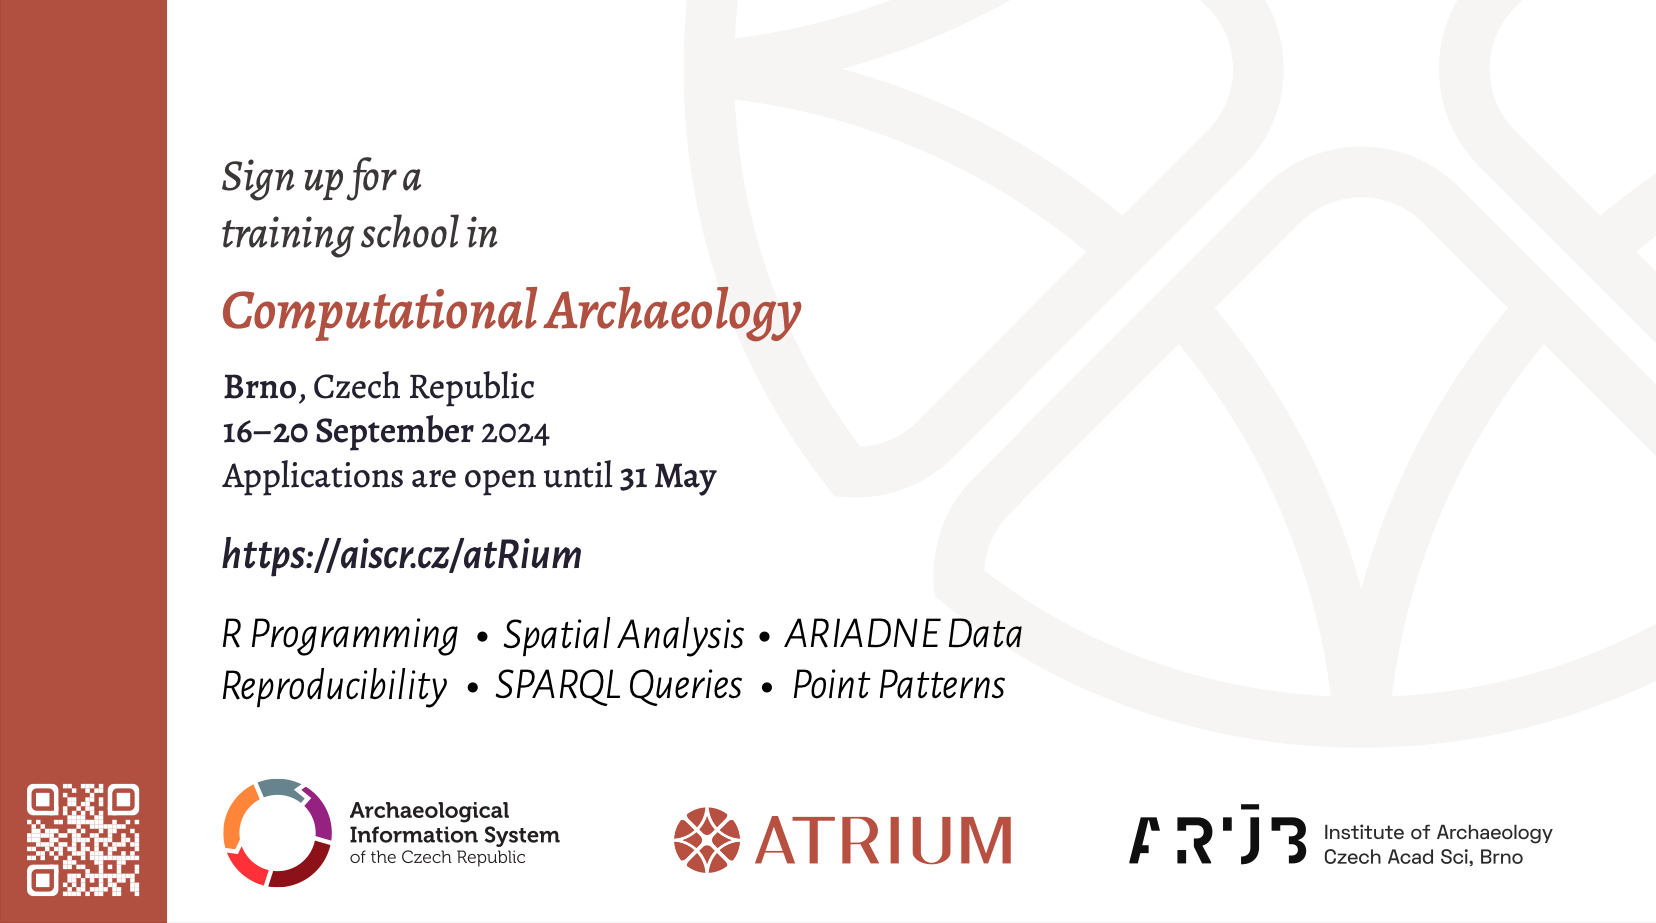 Sign up for a
training school in
Computational Archaeology
Brno, Czech Republic
16–20 September 2024
Applications are open until 31 May
https://aiscr.cz/atRium
R Programming • Spatial Analysis • ARIADNE Data
Reproducibility • SPARQL Queries • Point Patterns
Archaeological
Information System
of the Czech Republic
ATRIUM
ARÚB
Institute of Archaeology
Czech Acad Sci, Brno